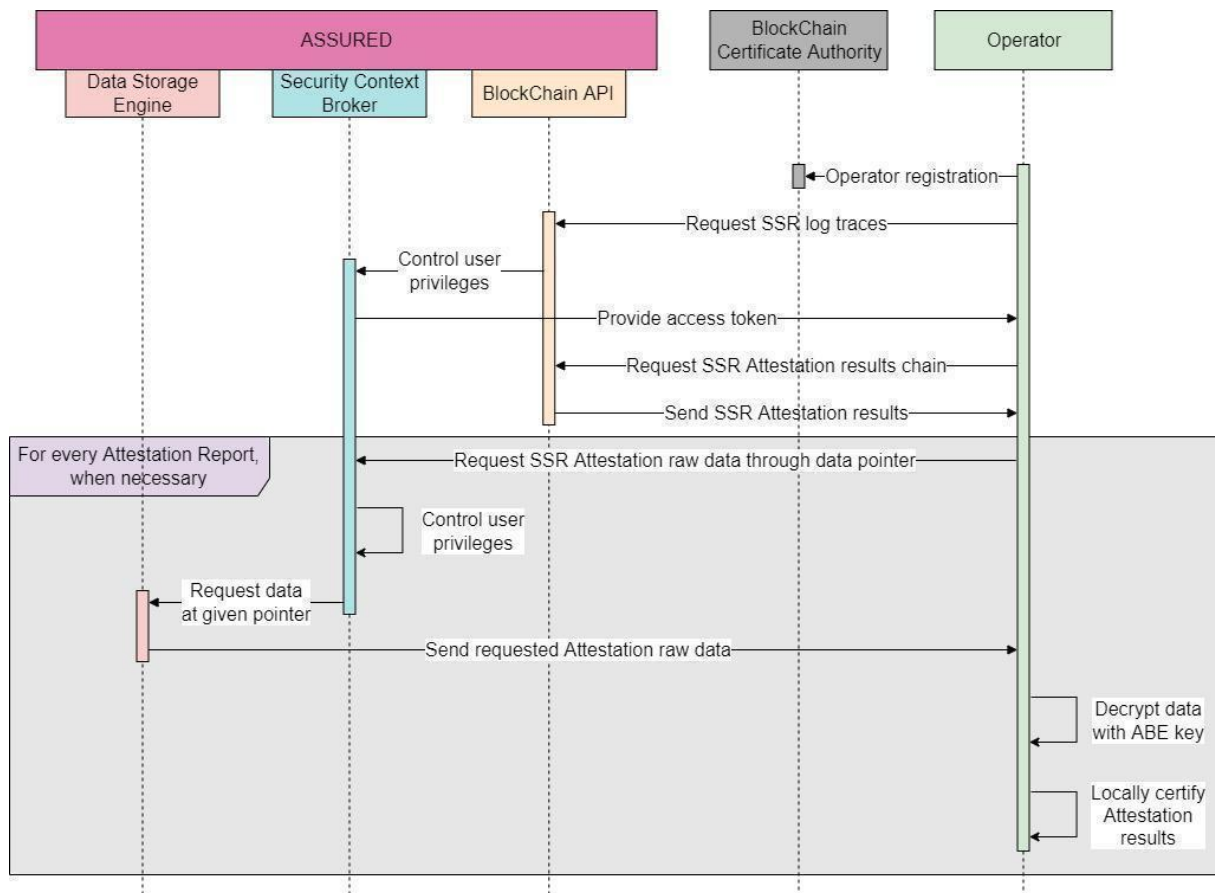 ASSURED
BlockChain
Certificate Authority
Operator
Data Storage
Engine
Security Context
Broker
BlockChain API
Operator registration
Request SSR log traces
Control user
privileges
Provide access token
Request SSR Attestation results chain
Send SSR Attestation results
For every Attestation Report,
when necessary
Request SSR Attestation raw data through data pointer
Control user
privileges
Request data
at given pointer
Send requested Attestation raw data
Decrypt data
with ABE key
Locally certify
Attestation
results